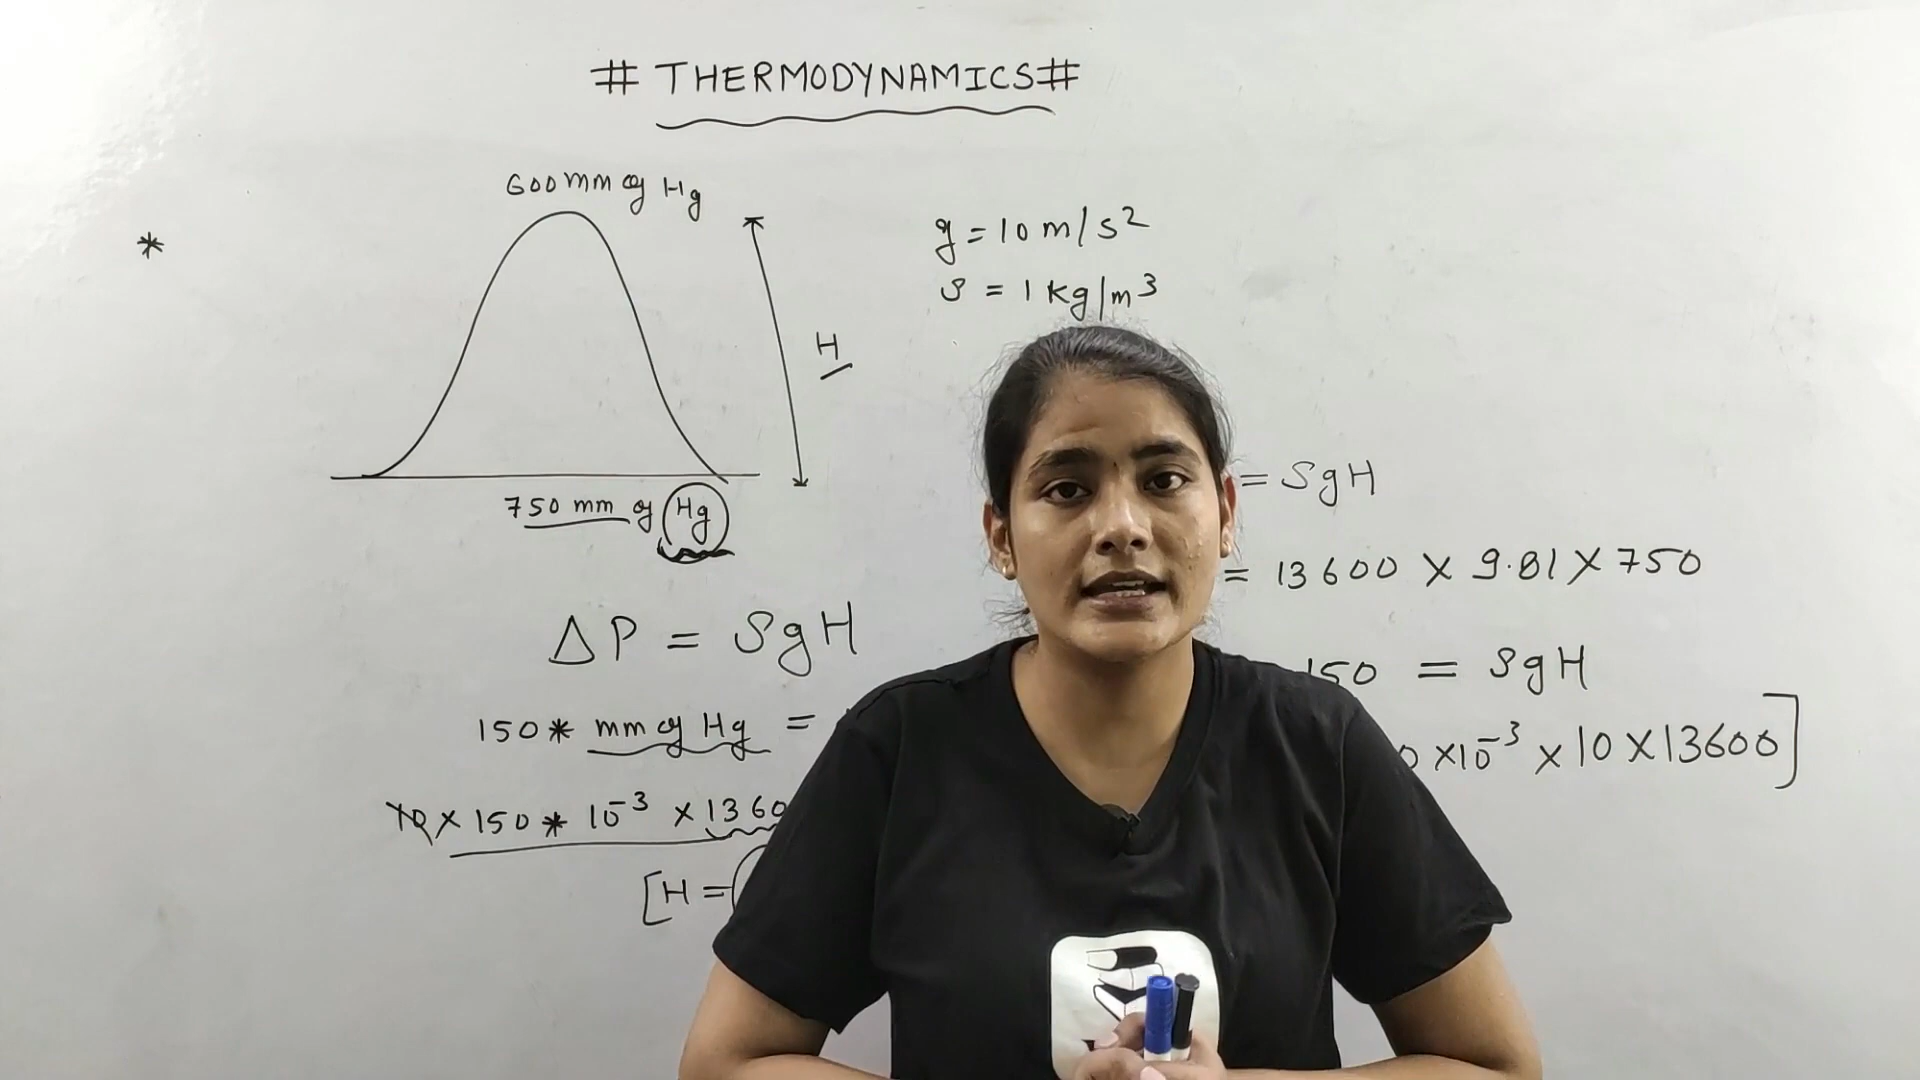 # THERMODYNAMICS#
600 mm of Hg
*
g = 10 m/s²
ρ = 1 kg/m³
H
750 mm of Hg
= ρgH
= 13600 × 9.81 × 750
ΔP = ρgH
150 = ρgH
150 * mm of Hg =
0 × 10⁻³ × 10 × 13600]
× 150 * 10⁻³ × 1360
[H =